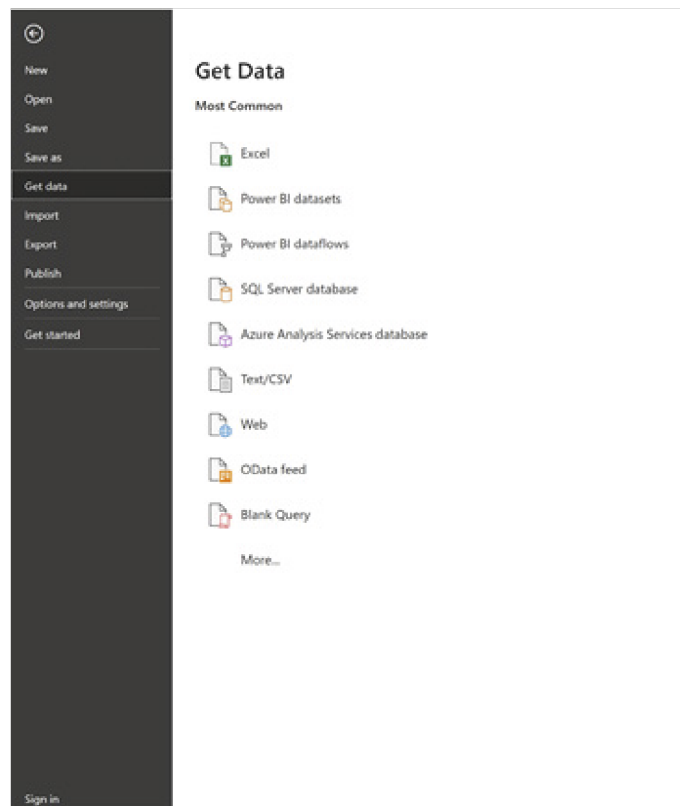 New
Open
Save
Save as
Get data
Import
Export
Publish
Options and settings
Get started
Sign in
Get Data
Most Common
Excel
Power BI datasets
Power BI dataflows
SQL Server database
Azure Analysis Services database
Text/CSV
Web
OData feed
Blank Query
More...